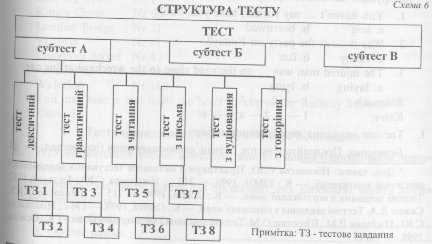 Схема 6
СТРУКТУРА ТЕСТУ
ТЕСТ
субтест А
субтест Б
субтест В
тест лексичний
тест граматичний
тест з читання
тест з письма
тест з аудіювання
тест з говоріння
ТЗ 1
ТЗ 3
ТЗ 5
ТЗ 7
ТЗ 2
ТЗ 4
ТЗ 6
ТЗ 8
Примітка: ТЗ - тестове завдання